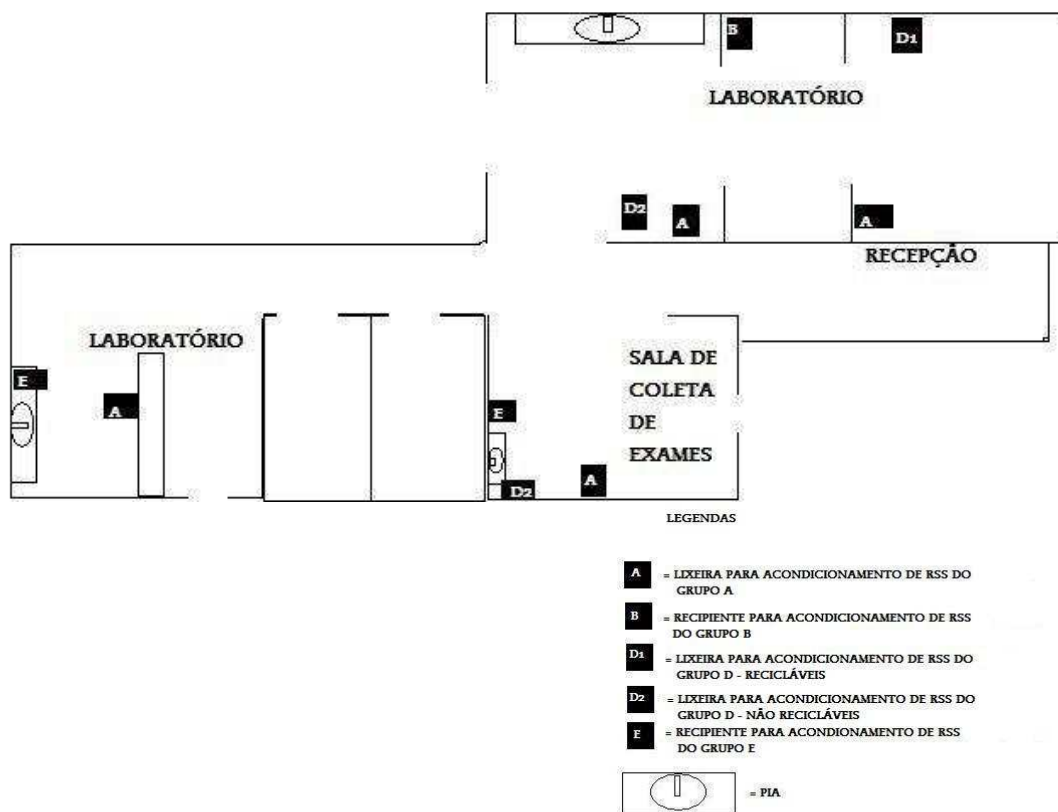 B
D1
LABORATÓRIO
D2
A
A
RECEPÇÃO
LABORATÓRIO
E
A
SALA DE
COLETA
DE
EXAMES
E
D2
A
LEGENDAS
A = LIXEIRA PARA ACONDICIONAMENTO DE RSS DO
GRUPO A
B = RECIPIENTE PARA ACONDICIONAMENTO DE RSS
DO GRUPO B
D1 = LIXEIRA PARA ACONDICIONAMENTO DE RSS DO
GRUPO D - RECICLÁVEIS
D2 = LIXEIRA PARA ACONDICIONAMENTO DE RSS DO
GRUPO D - NÃO RECICLÁVEIS
E = RECIPIENTE PARA ACONDIONAMENTO DE RSS
DO GRUPO E
= PIA